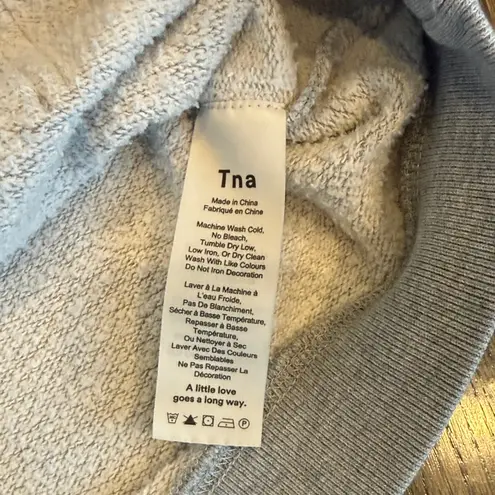 Tna
Made in China
Fabriqué en Chine
Machine Wash Cold,
No Bleach,
Tumble Dry Low,
Low Iron, Or Dry Clean
Wash With Like Colours
Do Not Iron Decoration
Laver À La Machine à
L'eau Froide,
Pas De Blanchiment,
Sécher à Basse Température,
Repasser à Basse
Température,
Ou Nettoyer à Sec
Laver Avec Des Couleurs
Semblables
Ne Pas Repasser La
Décoration
A little love
goes a long way.
P